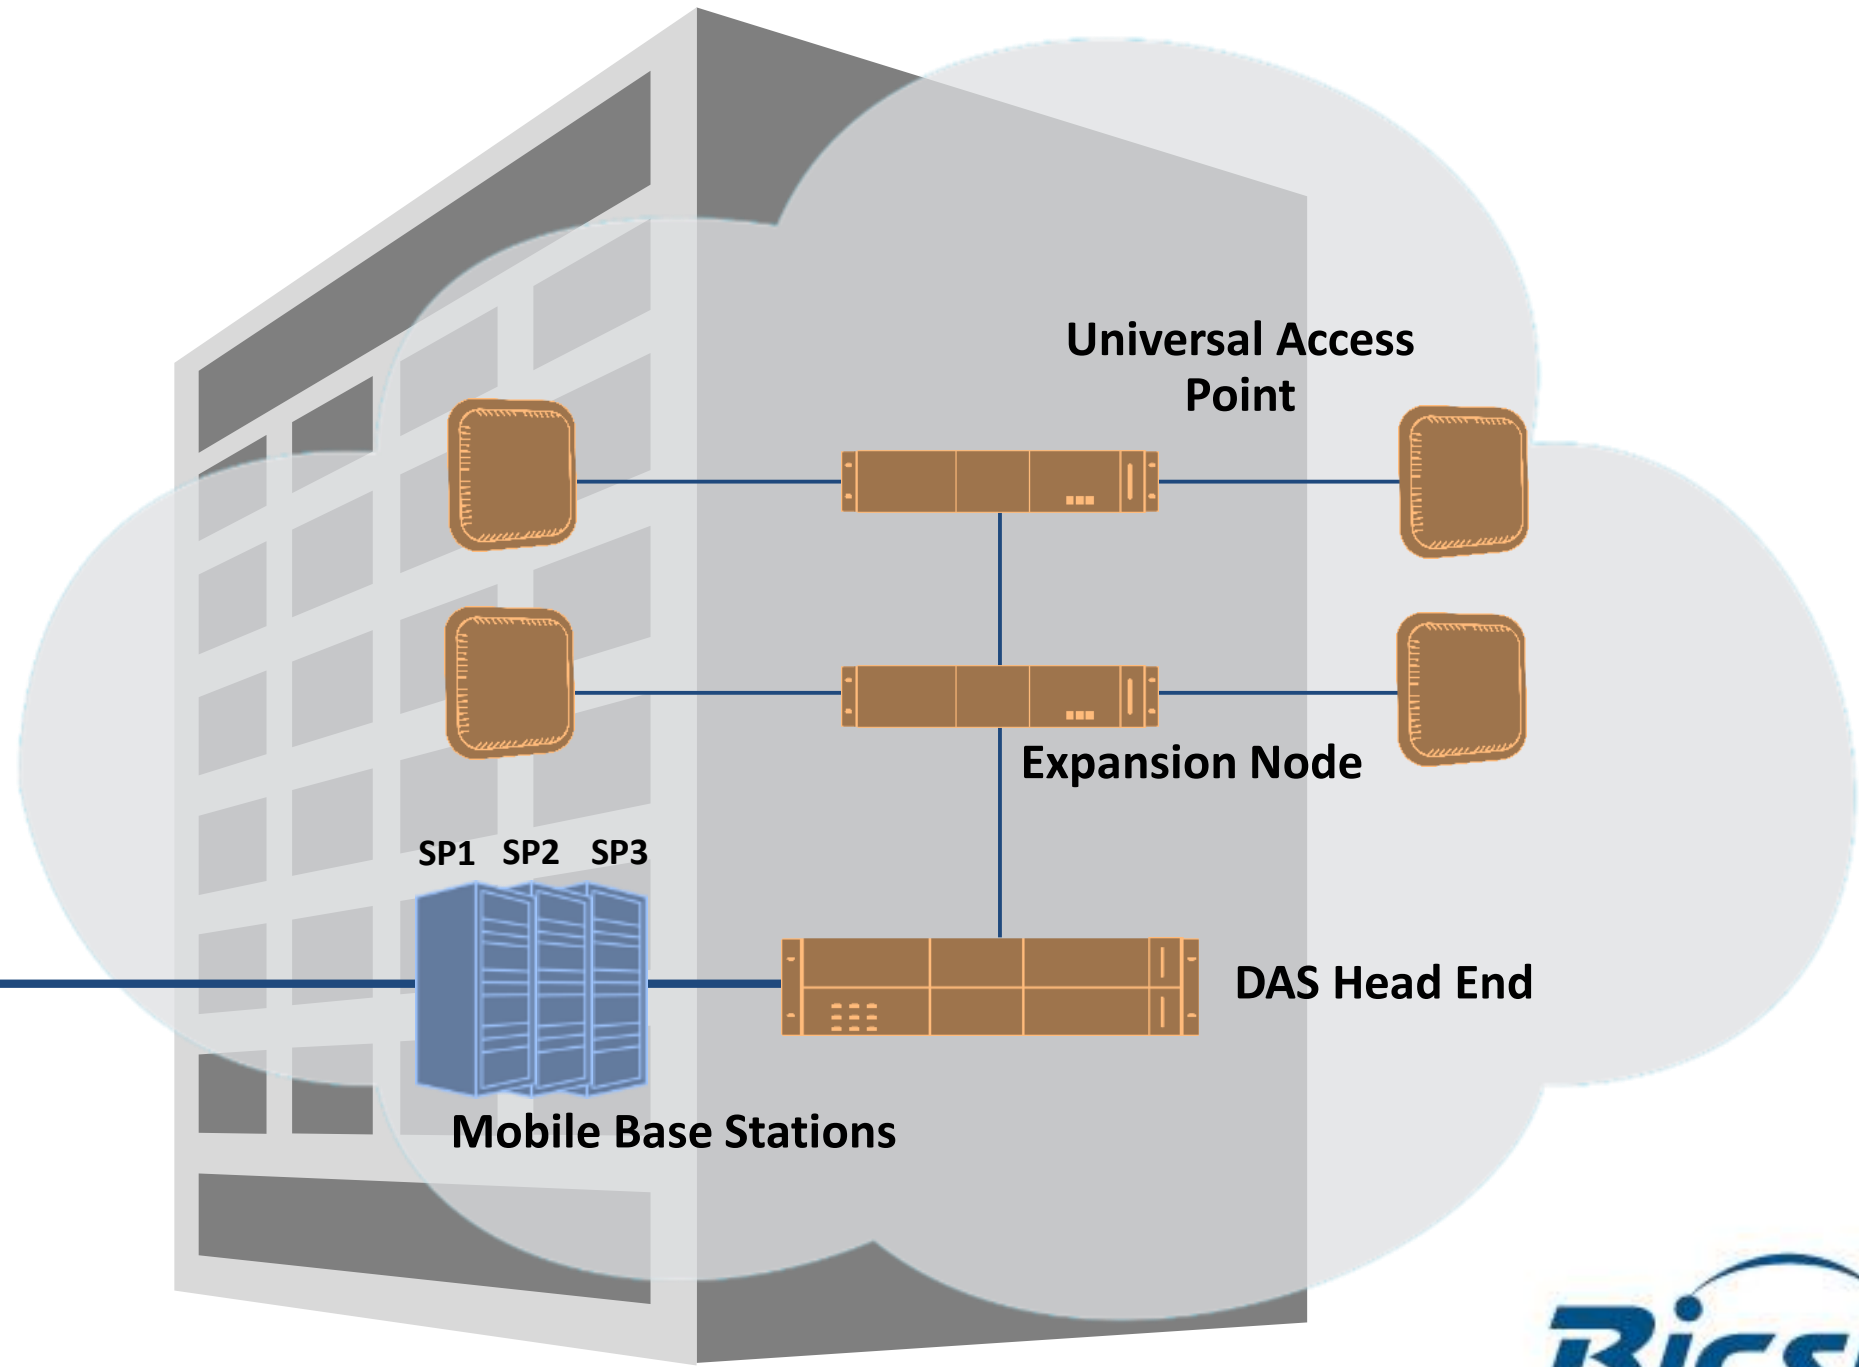 Universal Access
Point
Expansion Node
SP1 SP2 SP3
DAS Head End
Mobile Base Stations